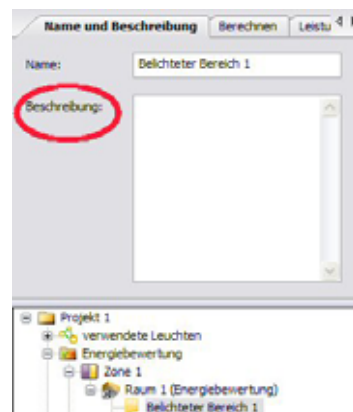 Name und Beschreibung Berechnen Leistu
Name: Belichteter Bereich 1
Beschreibung:
Projekt 1
verwendete Leuchten
Energiebewertung
Zone 1
Raum 1 (Energiebewertung)
Belichteter Bereich 1